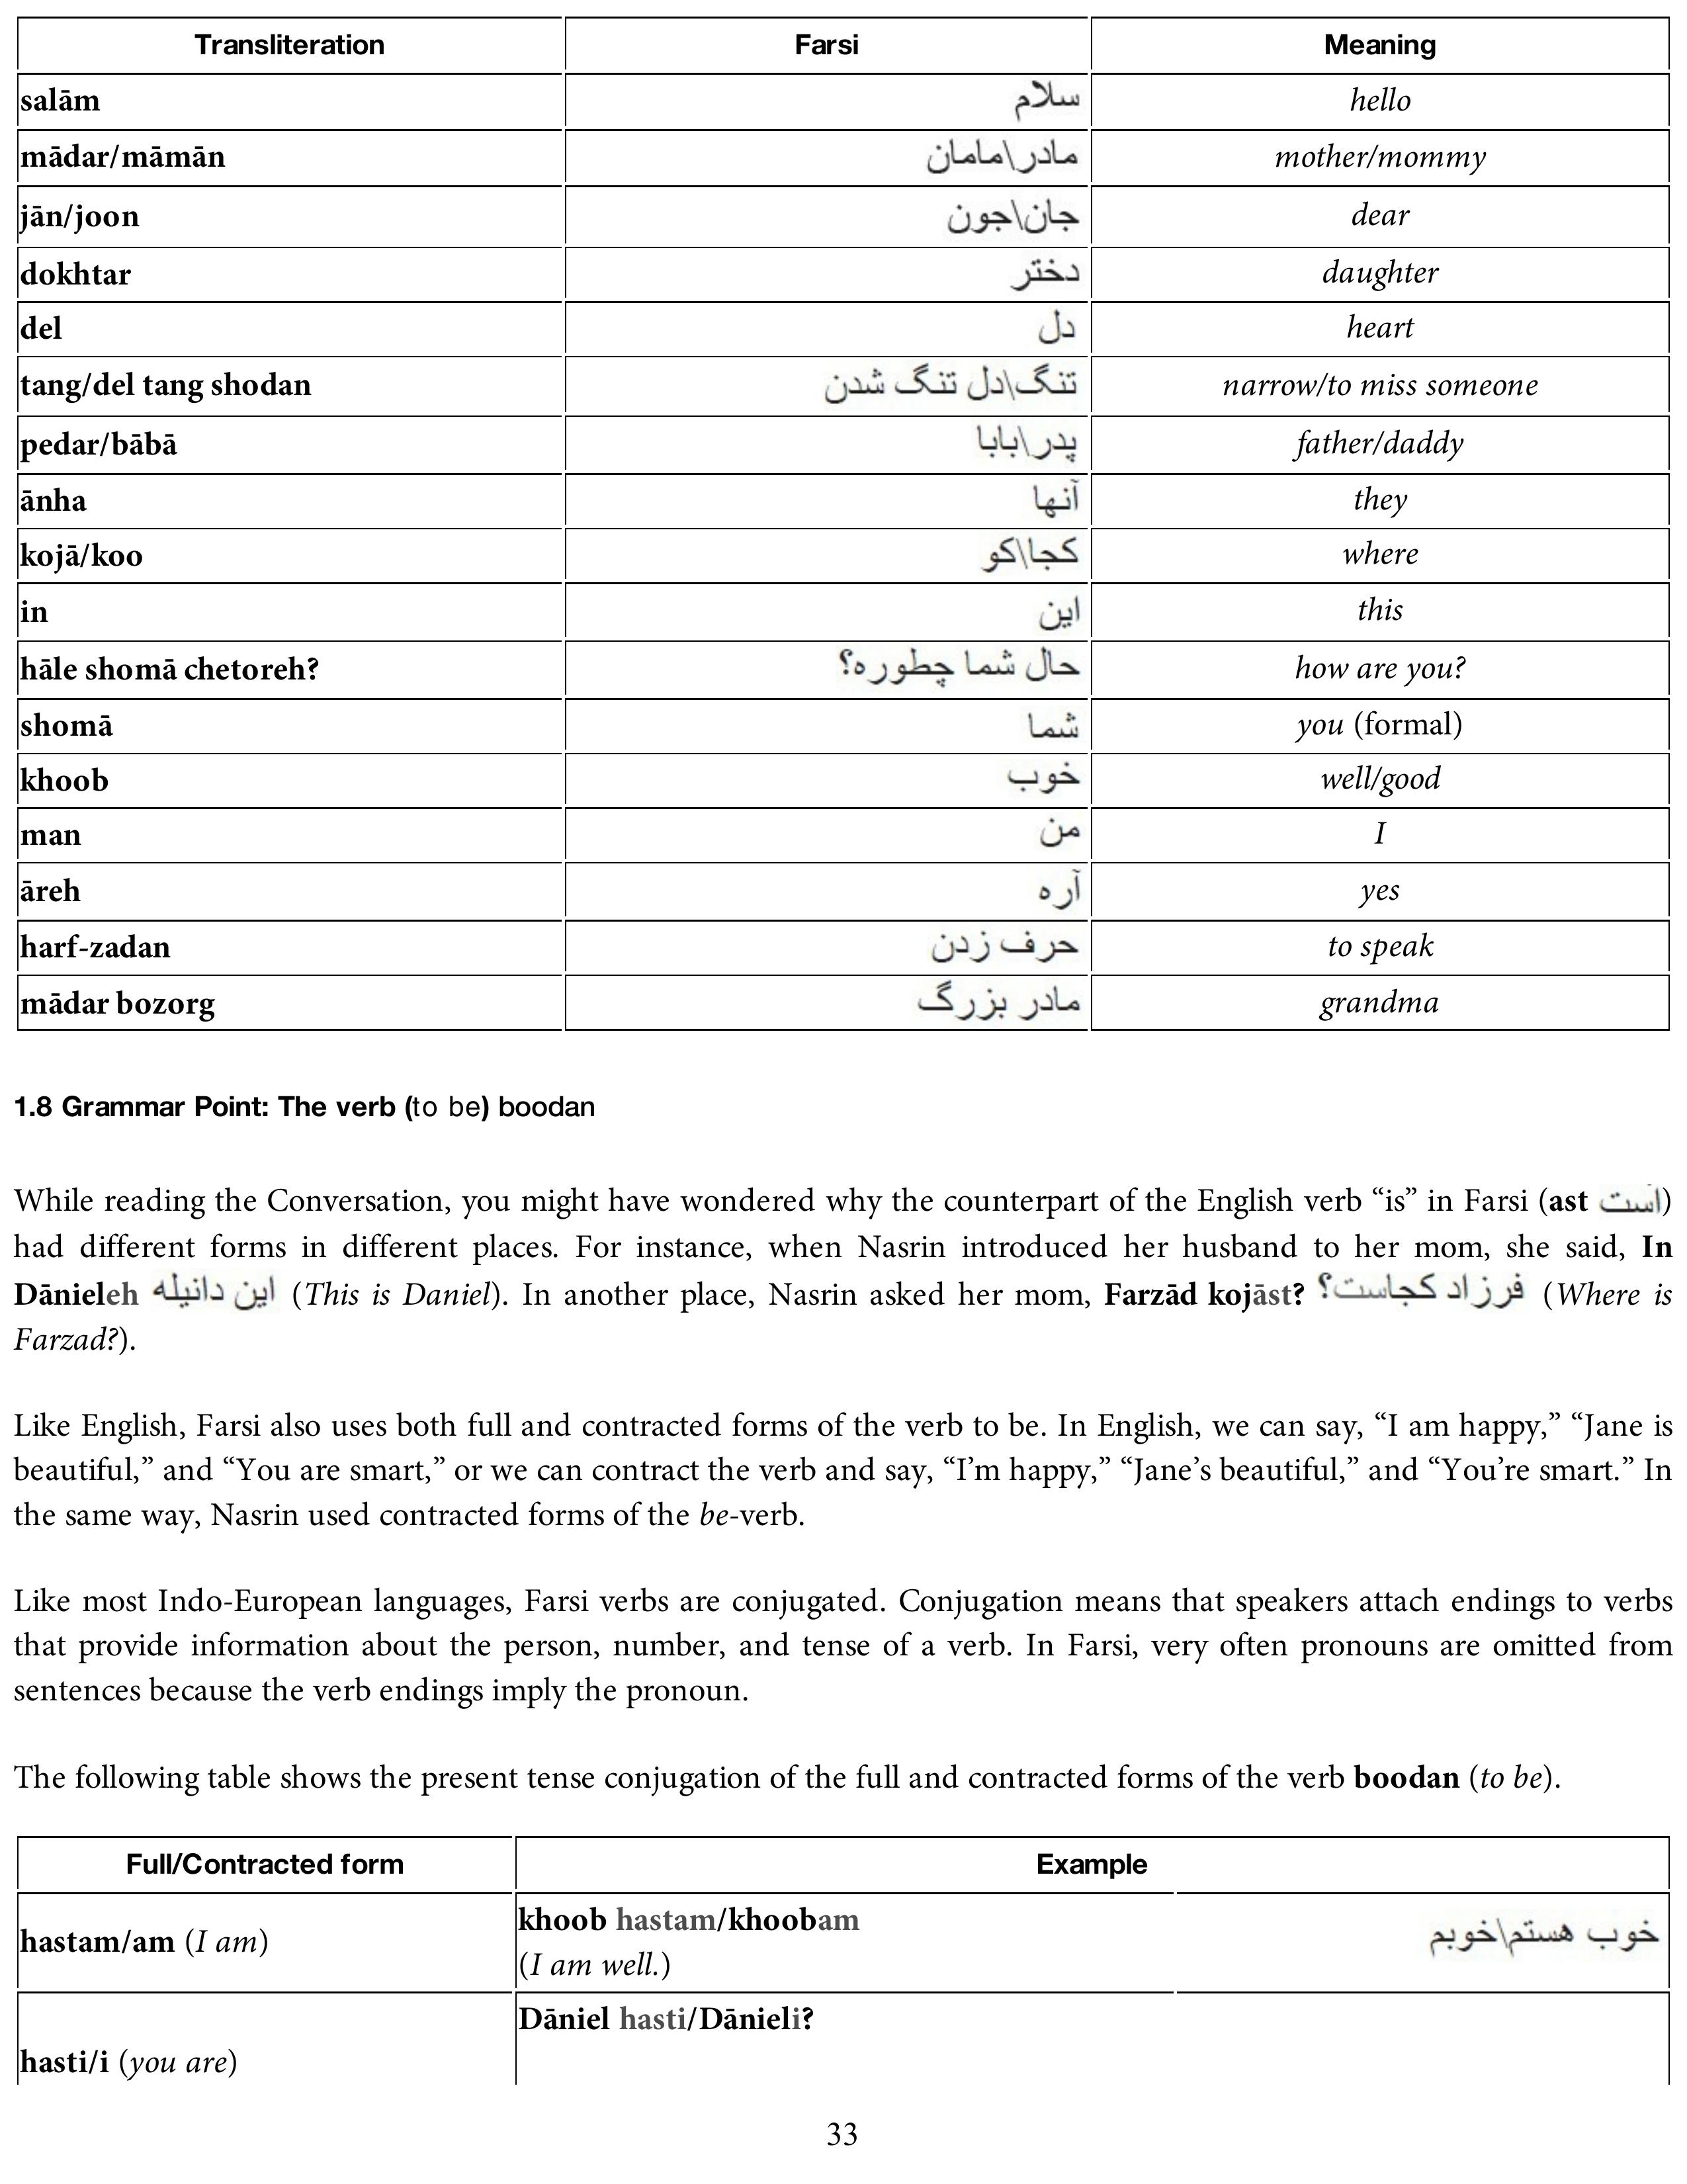 Transliteration Farsi Meaning
salām سلام hello
mādar/māmān مادر\مامان mother/mommy
jān/joon جان\جون dear
dokhtar دختر daughter
del دل heart
tang/del tang shodan تنگ\دل تنگ شدن narrow/to miss someone
pedar/bābā پدر\بابا father/daddy
ānha آنها they
kojā/koo کجا\کو where
in این this
hāle shomā chetoreh? حال شما چطوره؟ how are you?
shomā شما you (formal)
khoob خوب well/good
man من I
āreh آره yes
harf-zadan حرف زدن to speak
mādar bozorg مادر بزرگ grandma
1.8 Grammar Point: The verb (to be) boodan
While reading the Conversation, you might have wondered why the counterpart of the English verb “is” in Farsi (ast اَست)
had different forms in different places. For instance, when Nasrin introduced her husband to her mom, she said, In
Dānieleh این دانیله (This is Daniel). In another place, Nasrin asked her mom, Farzād kojāst? فرزاد کجاست؟ (Where is
Farzad?).
Like English, Farsi also uses both full and contracted forms of the verb to be. In English, we can say, “I am happy,” “Jane is
beautiful,” and “You are smart,” or we can contract the verb and say, “I’m happy,” “Jane’s beautiful,” and “You’re smart.” In
the same way, Nasrin used contracted forms of the be-verb.
Like most Indo-European languages, Farsi verbs are conjugated. Conjugation means that speakers attach endings to verbs
that provide information about the person, number, and tense of a verb. In Farsi, very often pronouns are omitted from
sentences because the verb endings imply the pronoun.
The following table shows the present tense conjugation of the full and contracted forms of the verb boodan (to be).
Full/Contracted form Example
hastam/am (I am) khoob hastam/khoobam خوب هستم\خوبم
(I am well.)
Dāniel hasti/Dānieli?
hasti/i (you are)
33